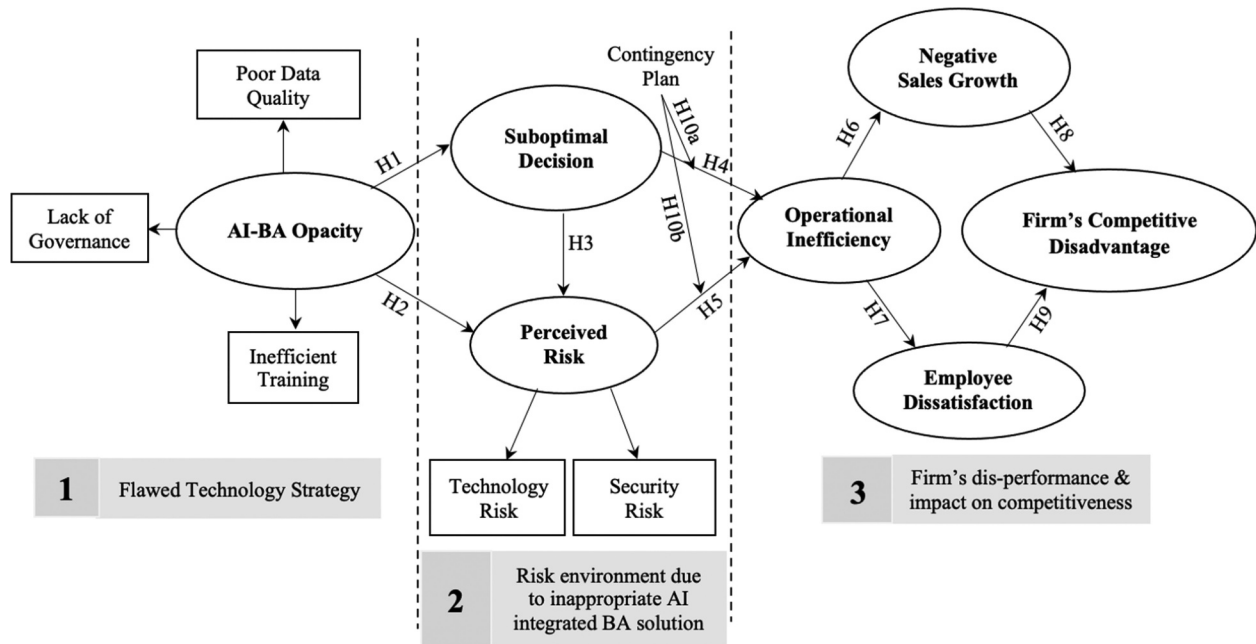 Poor Data
Quality
Lack of
Governance
AI-BA Opacity
Inefficient
Training
H1
H2
1
Flawed Technology Strategy
Contingency
Plan
H10a
H10b
Suboptimal
Decision
H3
H4
Perceived
Risk
H5
Technology
Risk
Security
Risk
2
Risk environment due
to inappropriate AI
integrated BA solution
Negative
Sales Growth
H6
H8
Operational
Inefficiency
Firm's Competitive
Disadvantage
H7
H9
Employee
Dissatisfaction
3
Firm's dis-performance &
impact on competitiveness